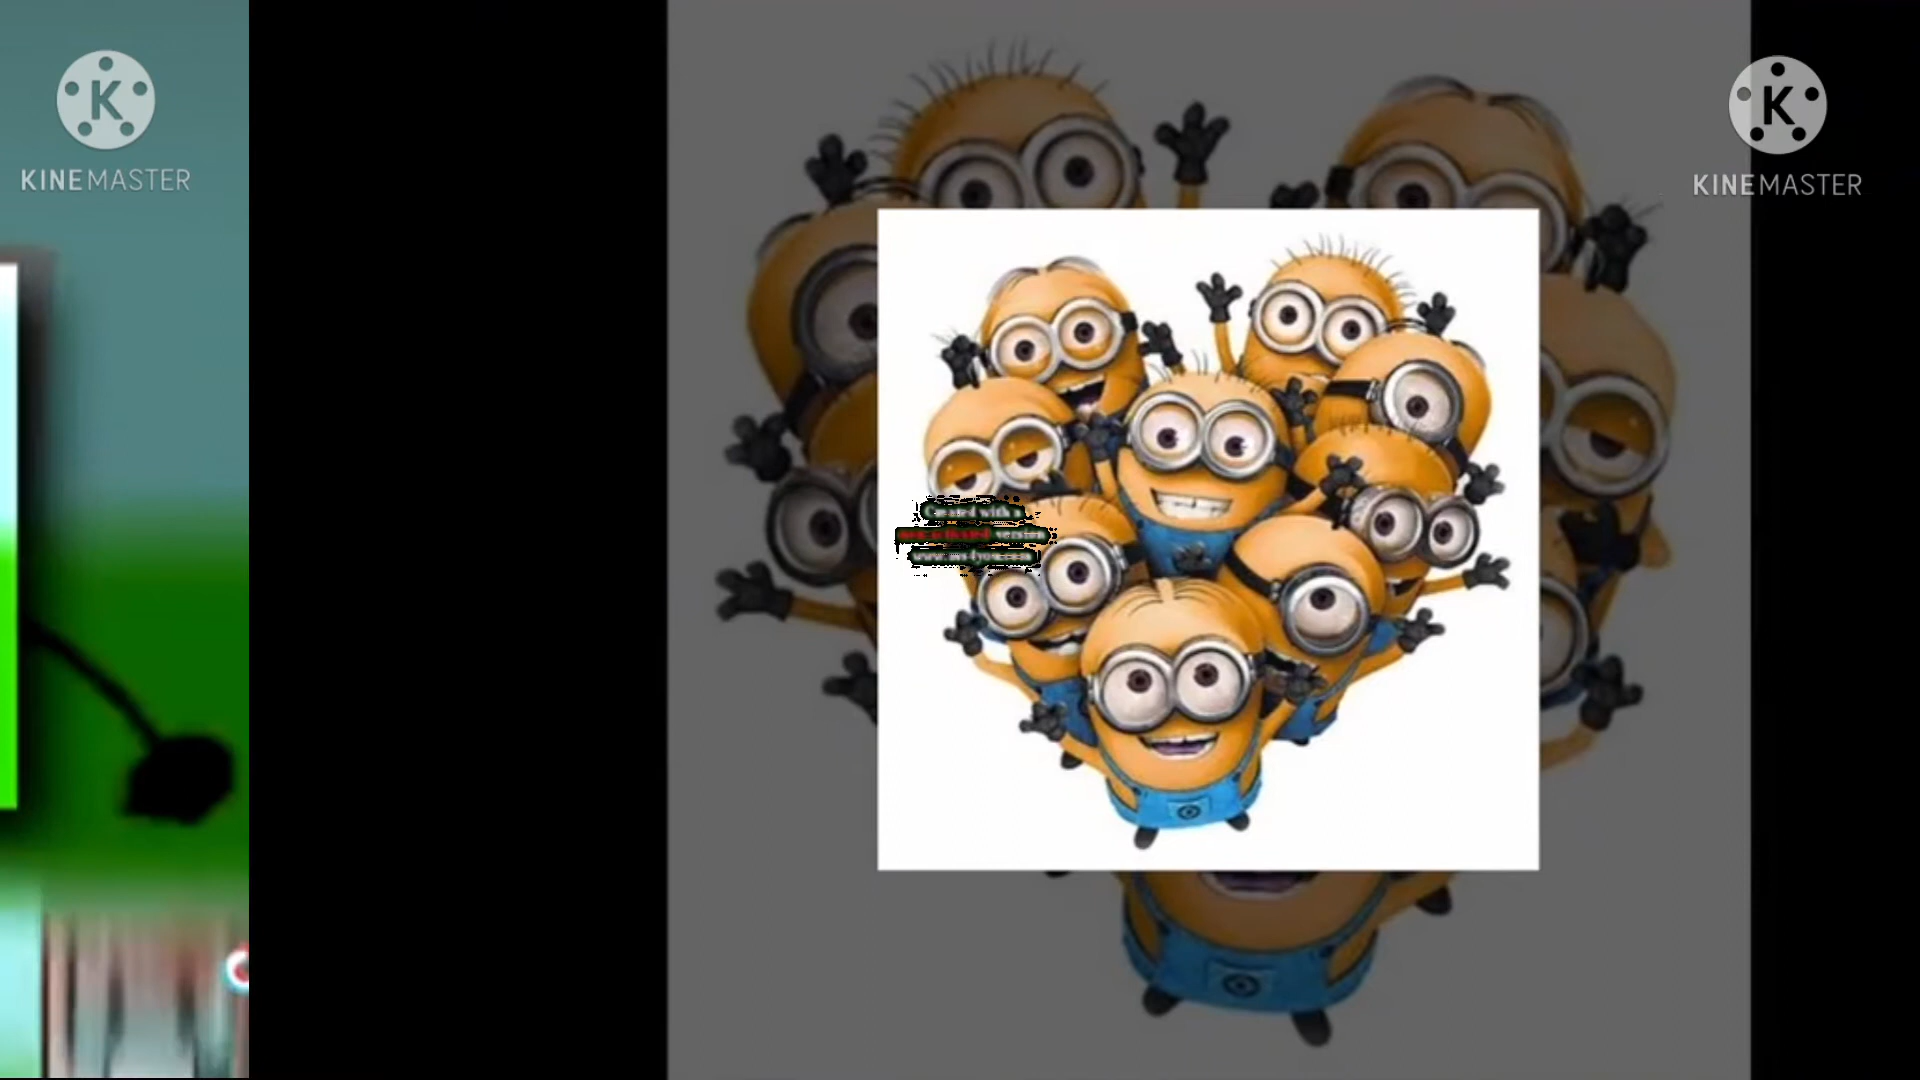 K
KINEMASTER
K
KINEMASTER
Created with a
version